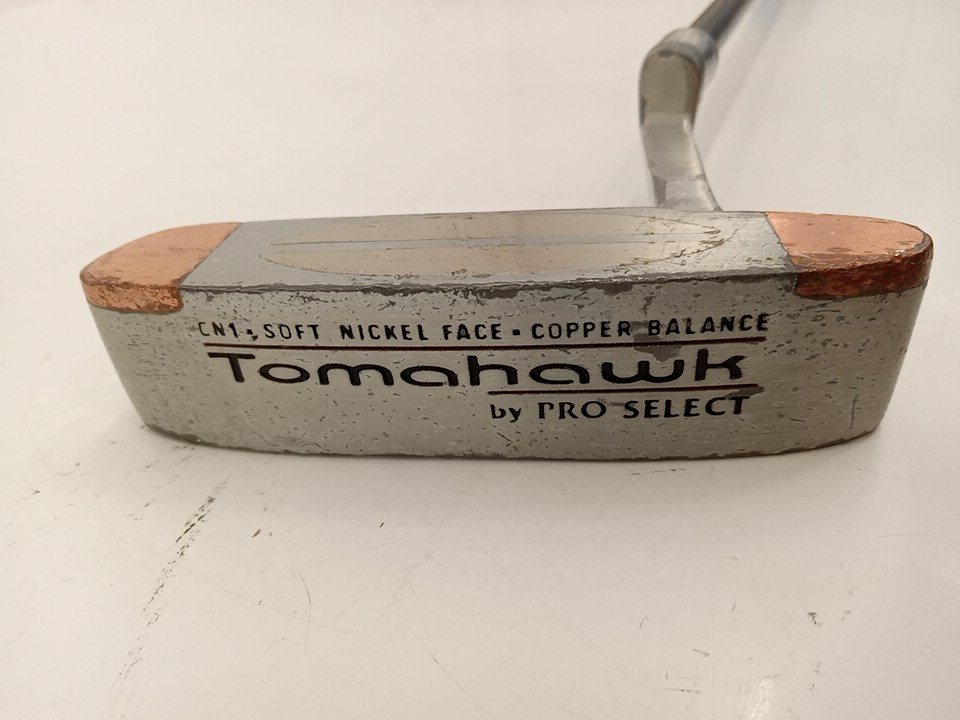 CN1▪SOFT NICKEL FACE▪COPPER BALANCE
Tomahawk
by PRO SELECT